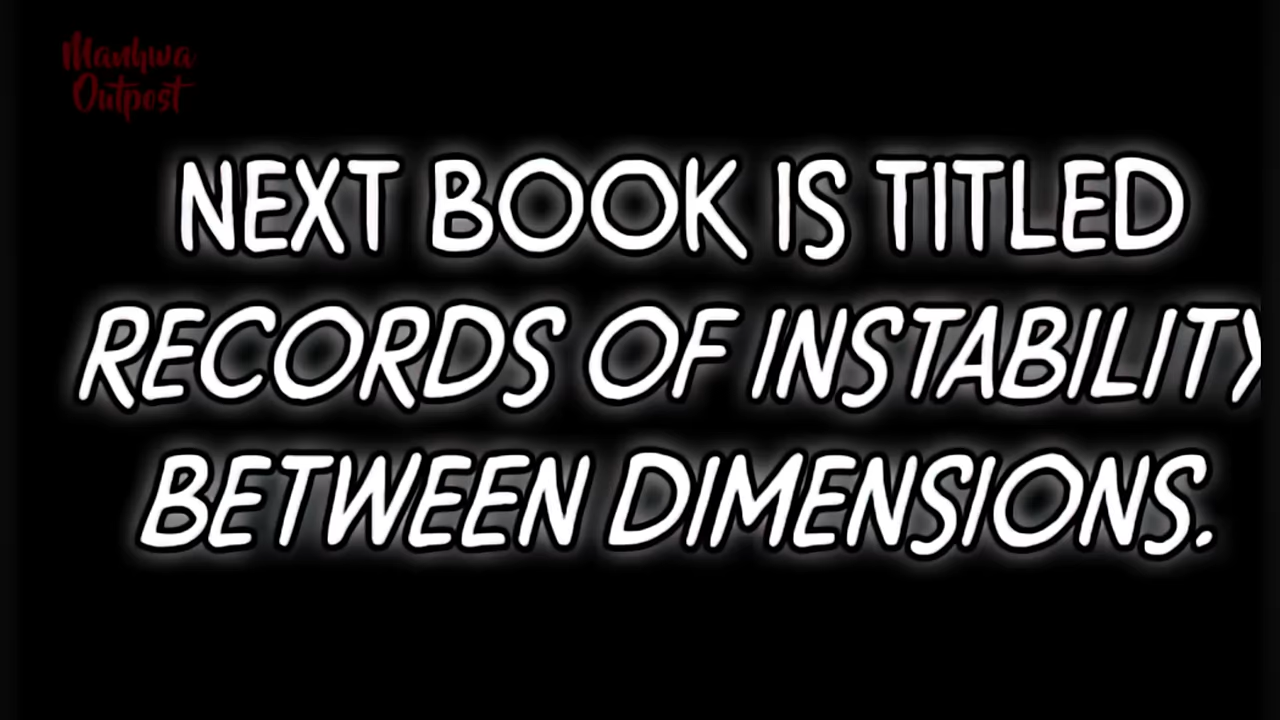 Manhwa
Outpost
NEXT BOOK IS TITLED
RECORDS OF INSTABILITY
BETWEEN DIMENSIONS.